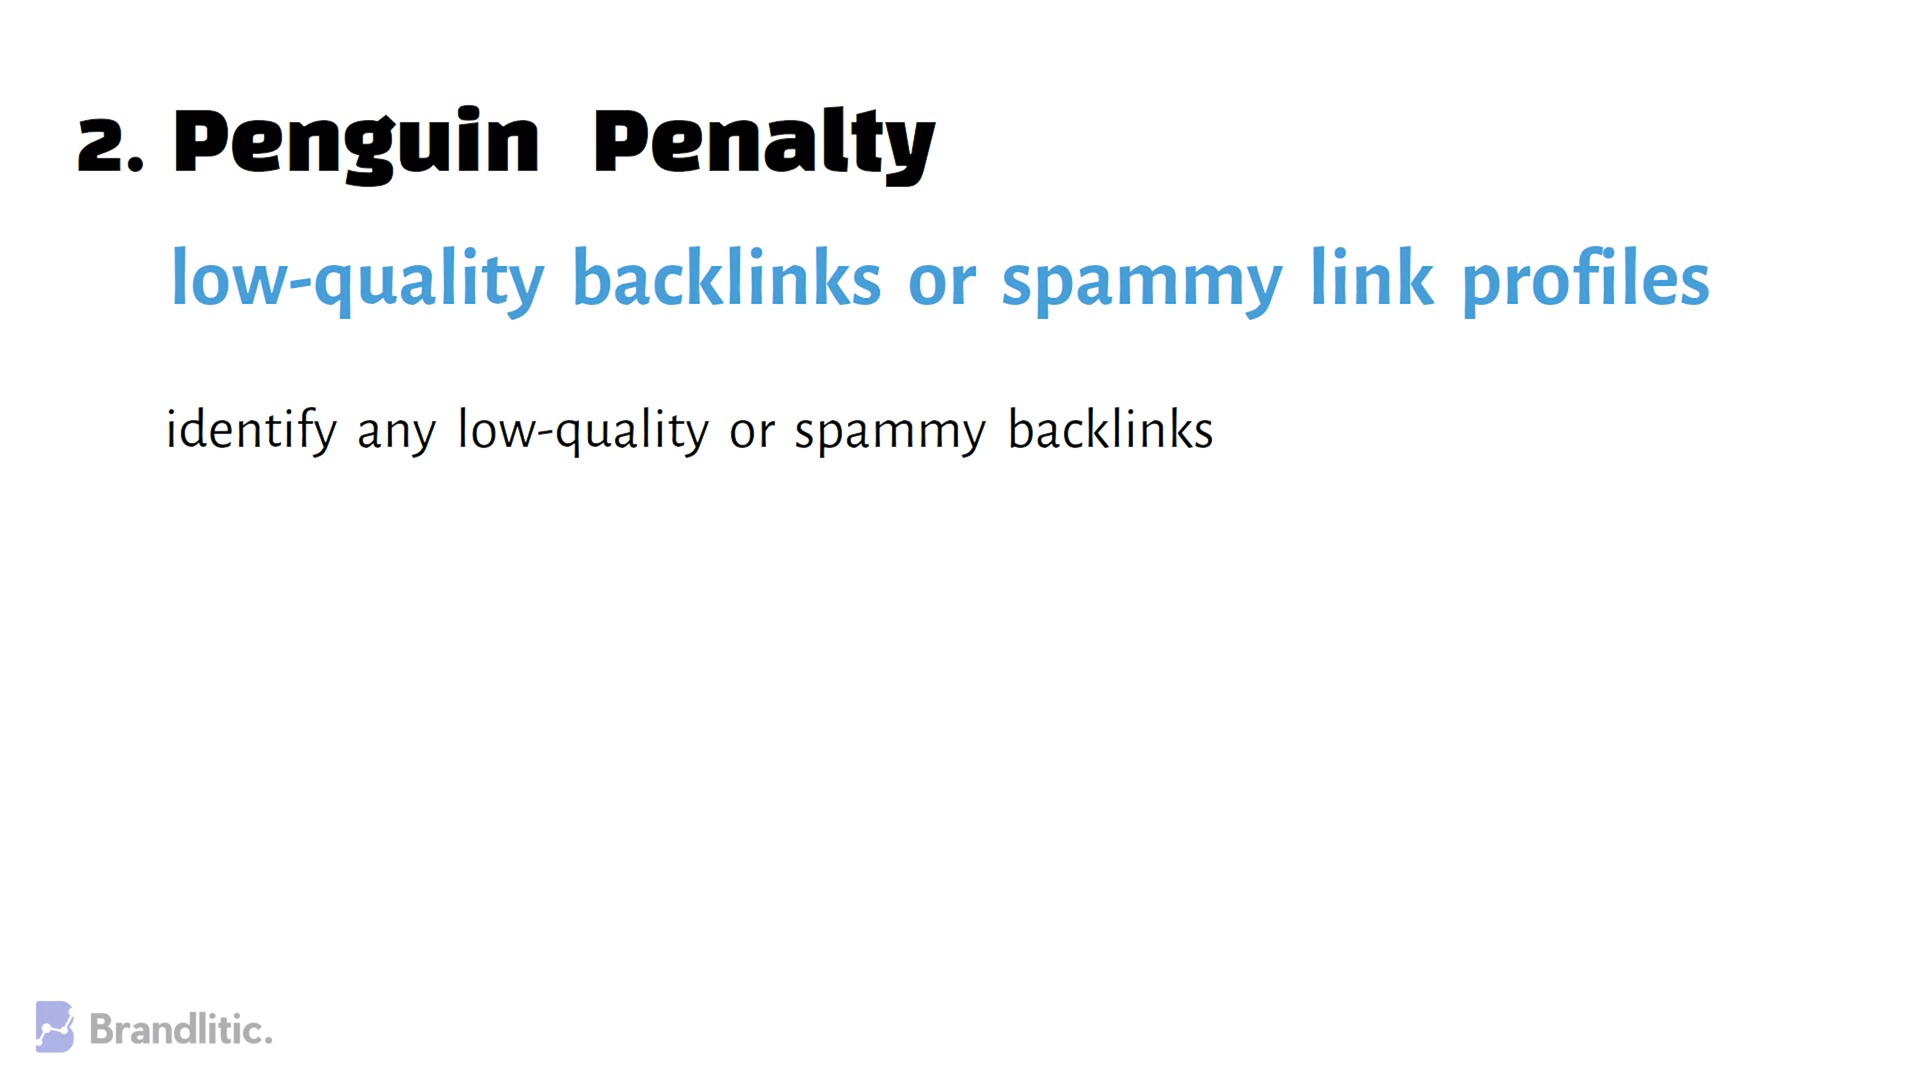 2. Penguin Penalty
low-quality backlinks or spammy link profiles
identify any low-quality or spammy backlinks
Brandlitic.